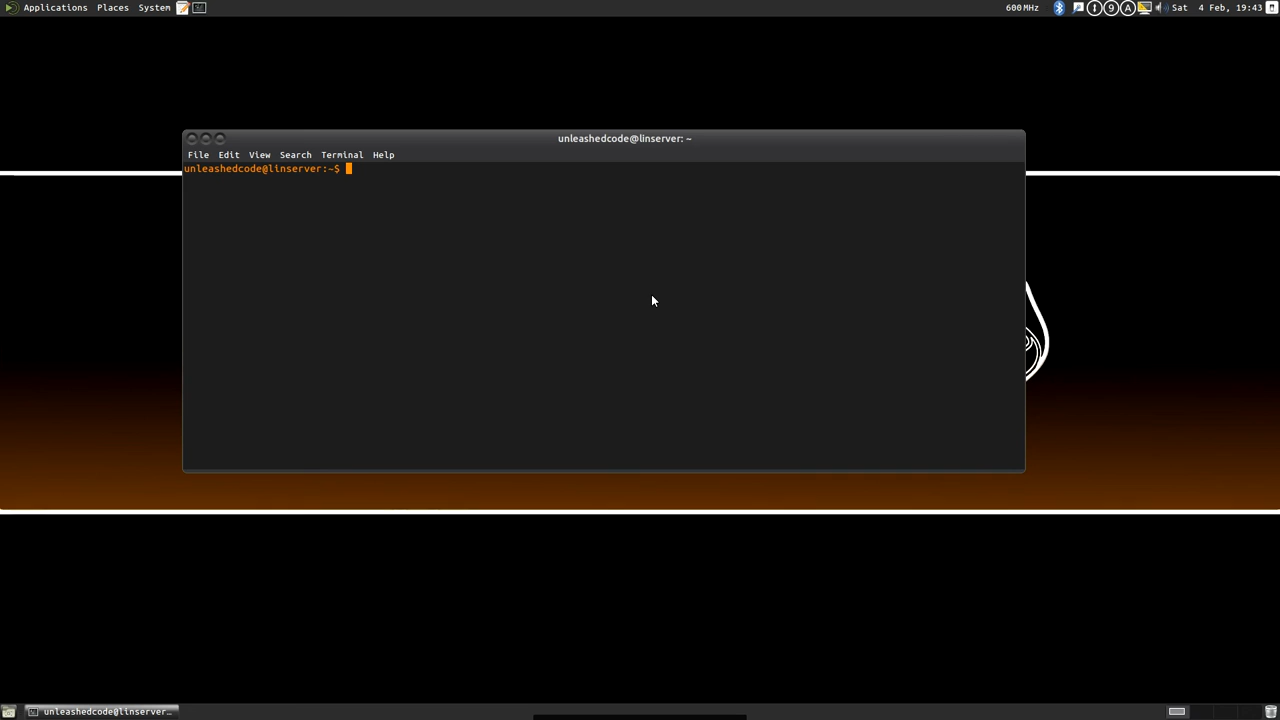 Applications Places System 600 MHz Sat 4 Feb, 19:43
unleashedcode@linserver: ~
File Edit View Search Terminal Help
unleashedcode@linserver:~$
unleashedcode@linserver...